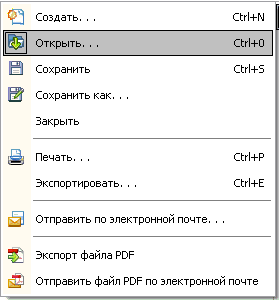 Создать. . . Ctrl+N
Открыть. . . Ctrl+O
Сохранить Ctrl+S
Сохранить как. . .
Закрыть
Печать. . . Ctrl+P
Экспортировать. . . Ctrl+E
Отправить по электронной почте. . .
Экспорт файла PDF
Отправить файл PDF по электронной почте